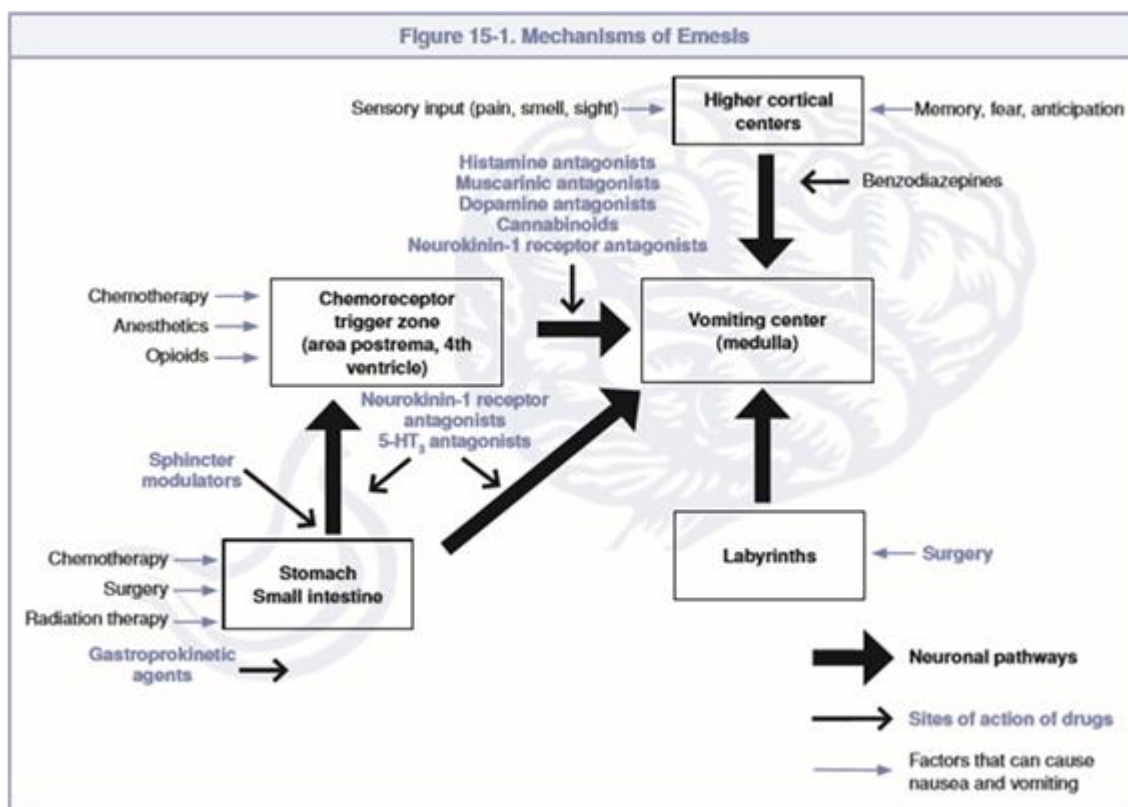 Figure 15-1. Mechanisms of Emesis
Sensory input (pain, smell, sight)
Higher cortical
centers
Memory, fear, anticipation
Histamine antagonists
Muscarinic antagonists
Dopamine antagonists
Cannabinoids
Neurokinin-1 receptor antagonists
Benzodiazepines
Chemotherapy
Anesthetics
Opioids
Chemoreceptor
trigger zone
(area postrema, 4th
ventricle)
Vomiting center
(medulla)
Neurokinin-1 receptor
antagonists
5-HT₃ antagonists
Sphincter
modulators
Chemotherapy
Surgery
Radiation therapy
Stomach
Small intestine
Labyrinths
Surgery
Gastroprokinetic
agents
Neuronal pathways
Sites of action of drugs
Factors that can cause
nausea and vomiting